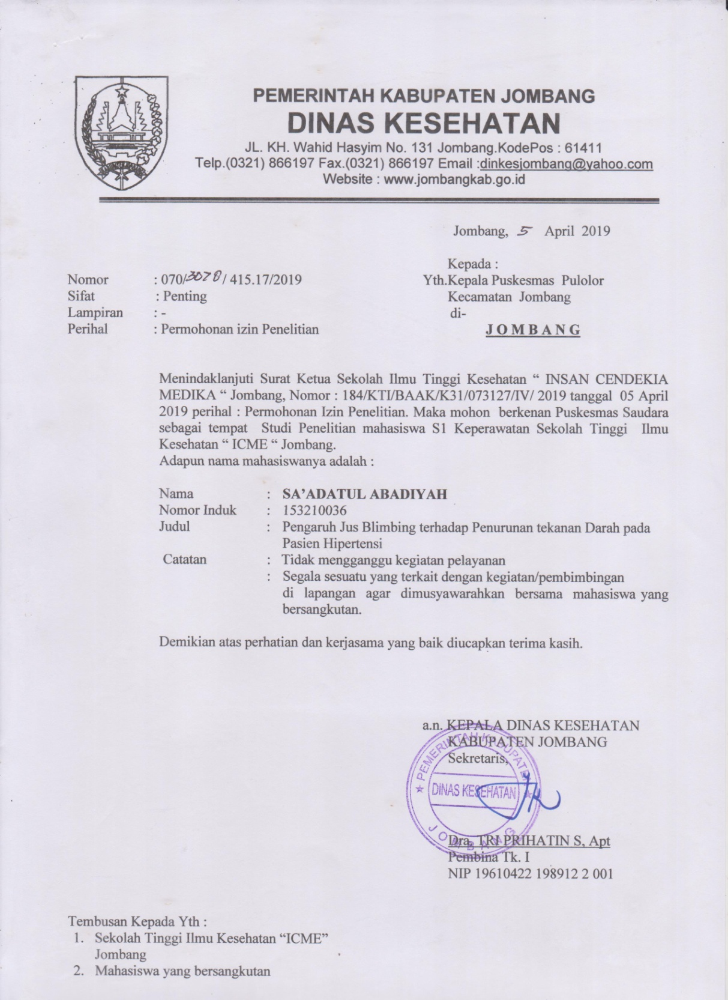 PEMERINTAH KABUPATEN JOMBANG
DINAS KESEHATAN
JL. KH. Wahid Hasyim No. 131 Jombang.KodePos : 61411
Telp.(0321) 866197 Fax.(0321) 866197 Email :dinkesjombang@yahoo.com
Website : www.jombangkab.go.id
Jombang, 5 April 2019
Kepada :
Nomor : 070/3078/ 415.17/2019
Yth.Kepala Puskesmas Pulolor
Sifat : Penting
Kecamatan Jombang
Lampiran : -
di-
Perihal : Permohonan izin Penelitian
J O M B A N G
Menindaklanjuti Surat Ketua Sekolah Ilmu Tinggi Kesehatan “ INSAN CENDEKIA
MEDIKA “ Jombang, Nomor : 184/KTI/BAAK/K31/073127/IV/ 2019 tanggal 05 April
2019 perihal : Permohonan Izin Penelitian. Maka mohon berkenan Puskesmas Saudara
sebagai tempat Studi Penelitian mahasiswa S1 Keperawatan Sekolah Tinggi Ilmu
Kesehatan “ ICME “ Jombang.
Adapun nama mahasiswanya adalah :
Nama : SA’ADATUL ABADIYAH
Nomor Induk : 153210036
Judul : Pengaruh Jus Blimbing terhadap Penurunan tekanan Darah pada
Pasien Hipertensi
Catatan : Tidak mengganggu kegiatan pelayanan
: Segala sesuatu yang terkait dengan kegiatan/pembimbingan
di lapangan agar dimusyawarahkan bersama mahasiswa yang
bersangkutan.
Demikian atas perhatian dan kerjasama yang baik diucapkan terima kasih.
a.n. KEPALA DINAS KESEHATAN
KABUPATEN JOMBANG
Sekretaris,
PEMERINTAH KABUPATEN
DINAS KESEHATAN
JOMBANG
Dra. TRI PRIHATIN S, Apt
Pembina Tk. I
NIP 19610422 198912 2 001
Tembusan Kepada Yth :
1. Sekolah Tinggi Ilmu Kesehatan “ICME”
Jombang
2. Mahasiswa yang bersangkutan